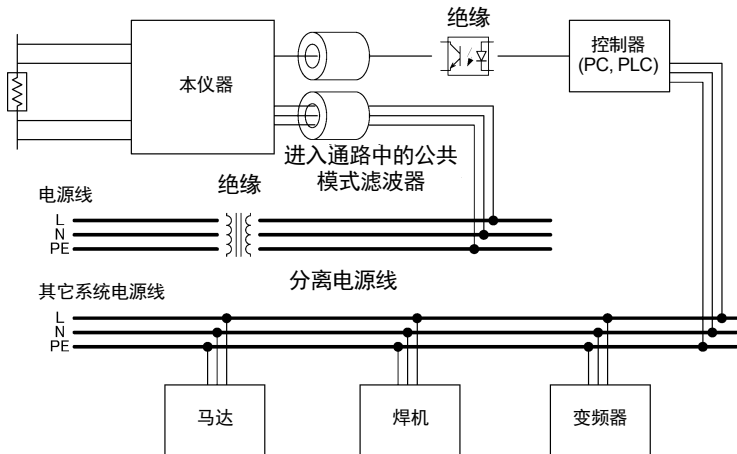 绝缘
控制器
(PC, PLC)
本仪器
进入通路中的公共
模式滤波器
绝缘
电源线
L
N
PE
分离电源线
其它系统电源线
L
N
PE
马达
焊机
变频器